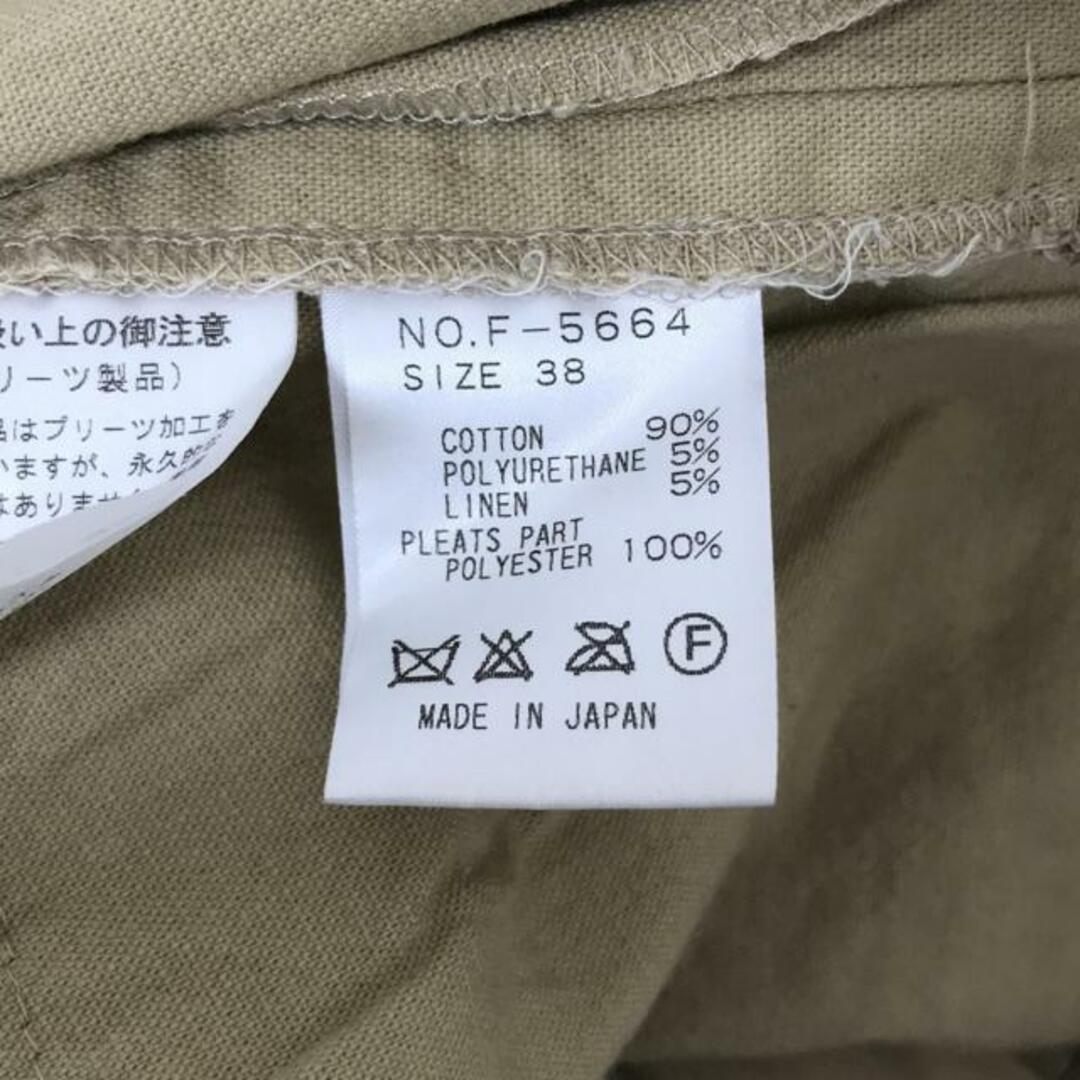 い上の御注意
リーツ製品）
はプリーツ加工を
いますが、永久的
はありませ
NO.F-5664
SIZE 38
COTTON 90%
POLYURETHANE 5%
LINEN 5%
PLEATS PART
POLYESTER 100%
F
MADE IN JAPAN